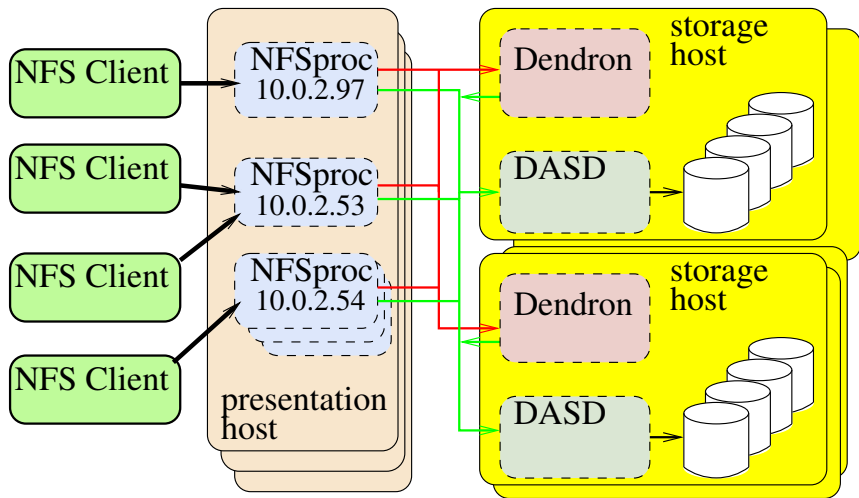 NFS Client
NFS Client
NFS Client
NFS Client
NFSproc
10.0.2.97
NFSproc
10.0.2.53
NFSproc
10.0.2.54
presentation
host
Dendron
storage
host
DASD
Dendron
storage
host
DASD